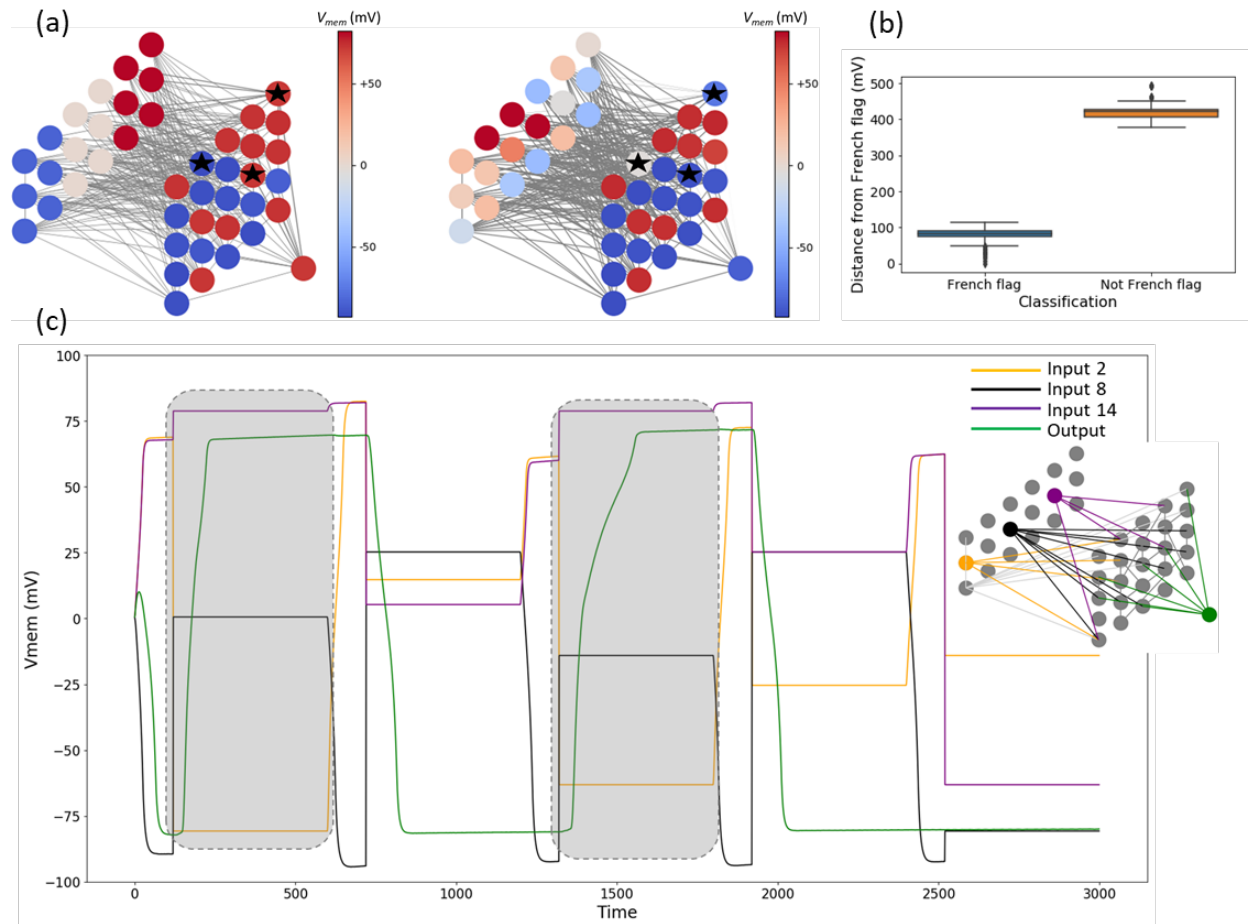 (a)
V_mem (mV)
+50
0
-50
V_mem (mV)
+50
0
-50
(b)
Distance from French flag (mV)
500
400
300
200
100
0
French flag
Not French flag
Classification
(c)
Vmem (mV)
100
75
50
25
0
−25
−50
−75
−100
0
500
1000
1500
2000
2500
3000
Time
Input 2
Input 8
Input 14
Output